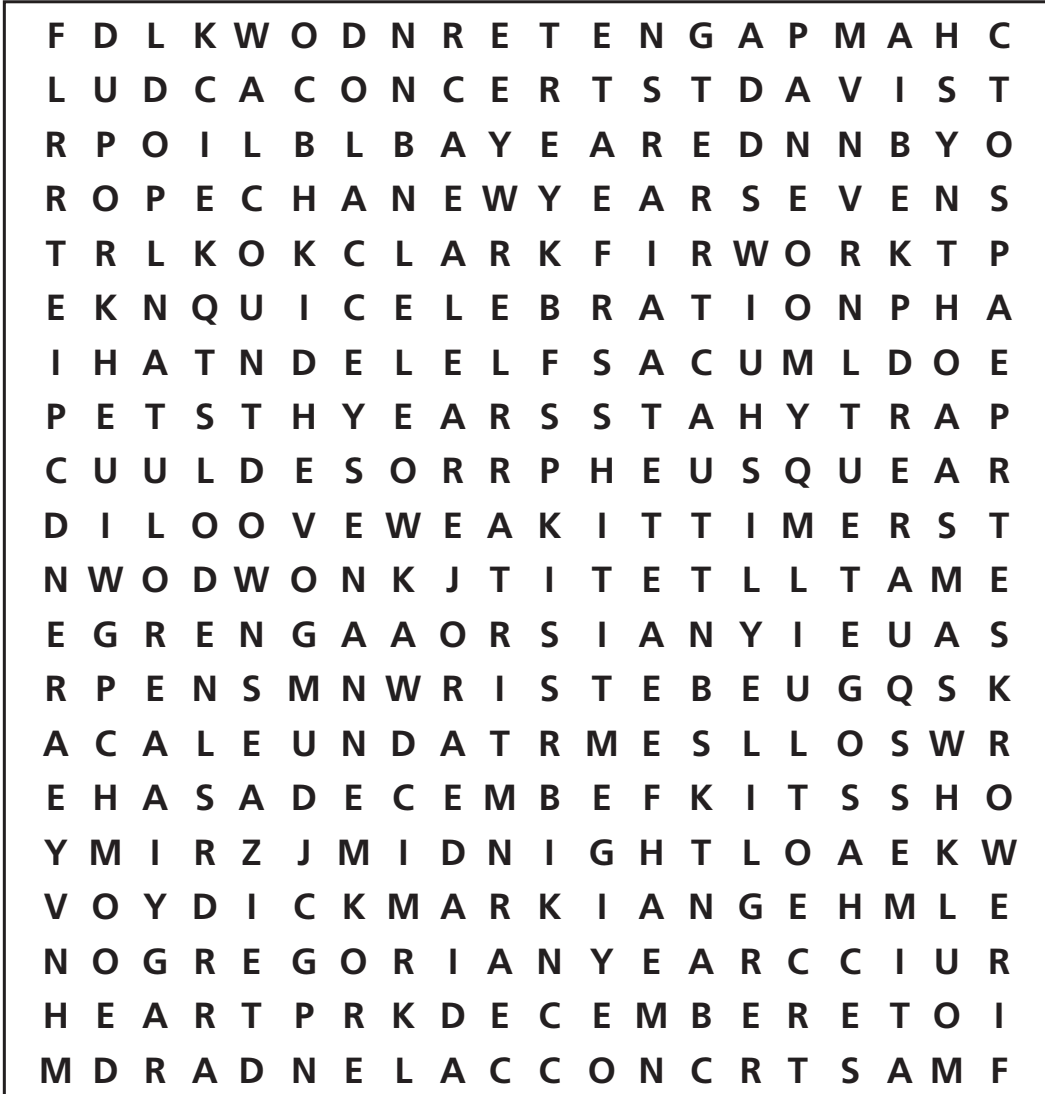 F D L K W O D N R E T E N G A P M A H C
L U D C A C O N C E R T S T D A V I S T
R P O I L B L B A Y E A R E D N N B Y O
R O P E C H A N E W Y E A R S E V E N S
T R L K O K C L A R K F I R W O R K T P
E K N Q U I C E L E B R A T I O N P H A
I H A T N D E L E L F S A C U M L D O E
P E T S T H Y E A R S S T A H Y T R A P
C U U L D E S O R R P H E U S Q U E A R
D I L O O V E W E A K I T T I M E R S T
N W O D W O N K J T I T E T L L T A M E
E G R E N G A A O R S I A N Y I E U A S
R P E N S M N W R I S T E B E U G Q S K
A C A L E U N D A T R M E S L L O S W R
E H A S A D E C E M B E F K I T S S H O
Y M I R Z J M I D N I G H T L O A E K W
V O Y D I C K M A R K I A N G E H M L E
N O G R E G O R I A N Y E A R C C I U R
H E A R T P R K D E C E M B E R E T O I
M D R A D N E L A C C O N C R T S A M F